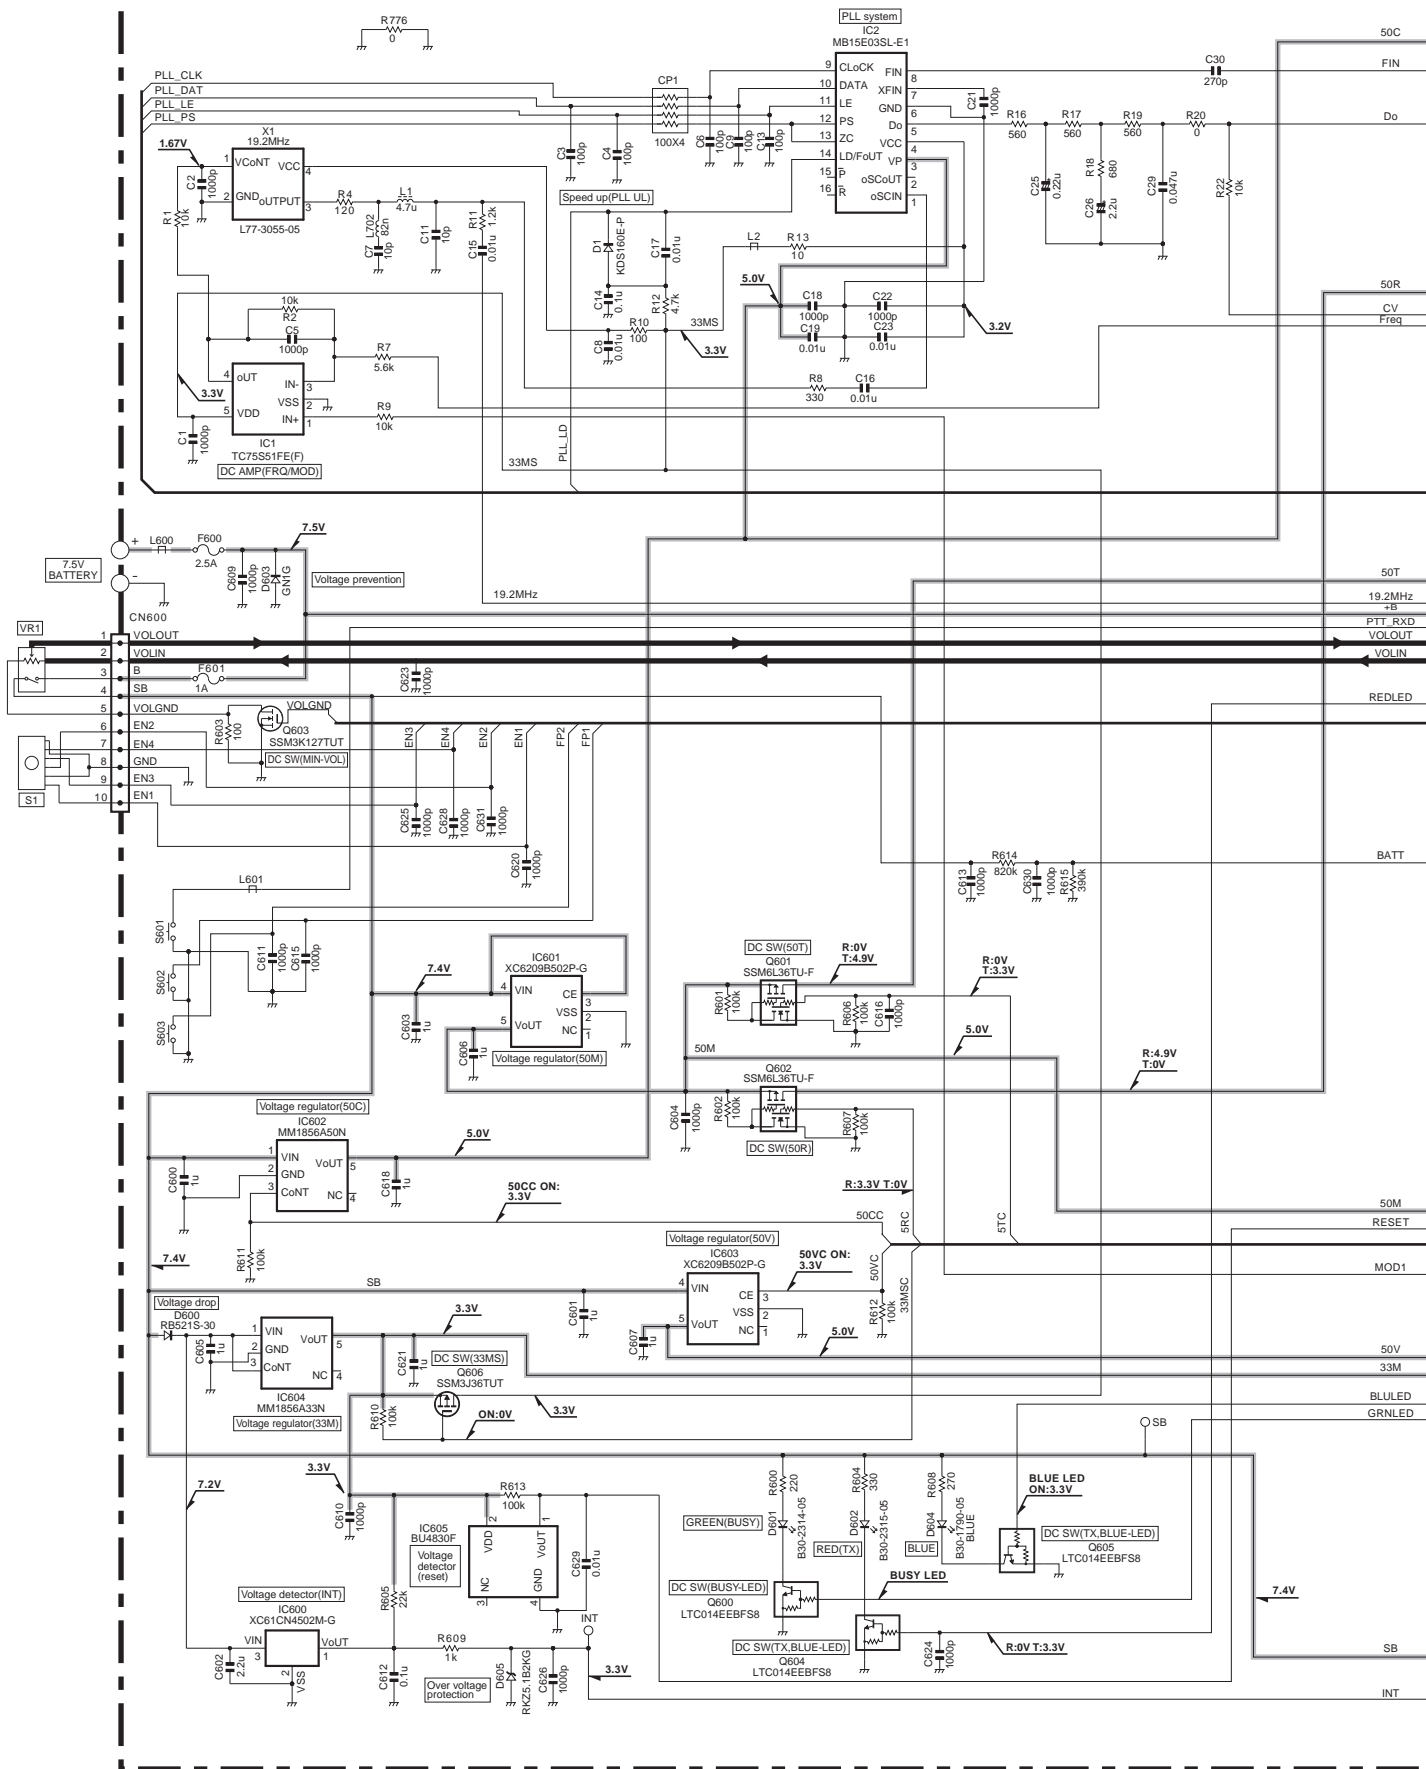 R776
0
PLL system
IC2
MB15E03SL-E1
50C
FIN
PLL_CLK
PLL_DAT
PLL_LE
PLL_PS
CP1
100X4
9 CLoCK
10 DATA
11 LE
12 PS
13 ZC
14 LD/FoUT
15 P
16 R
FIN 8
XFIN 7
GND 6
Do 5
VCC 4
VP 3
oSCoUT 2
oSCIN 1
C30
270p
C21
1000p
R16
560
R17
560
R19
560
R20
0
Do
X1
19.2MHz
1.67V
1 VCoNT
VCC 4
2 GND
oUTPUT 3
L77-3055-05
C2
1000p
R1
10k
R4
120
L1
4.7u
L702
82n
C7
10p
C11
10p
R11
1.2k
C15
0.01u
C3
100p
C4
100p
C6
100p
C9
100p
C13
100p
Speed up(PLL UL)
D1
KDS160E-P
C17
0.01u
C14
0.1u
R12
4.7k
L2
R13
10
C25
0.22u
R18
680
C26
2.2u
C29
0.047u
R22
10k
5.0V
C18
1000p
C22
1000p
C19
0.01u
C23
0.01u
3.2V
50R
CV
Freq
10k
R2
C5
1000p
R7
5.6k
R10
100
C8
0.01u
33MS
3.3V
R8
330
C16
0.01u
4 oUT
IN- 3
VSS 2
5 VDD
IN+ 1
IC1
TC75S51FE(F)
DC AMP(FRQ/MOD)
3.3V
C1
1000p
R9
10k
PLL_LD
33MS
7.5V
BATTERY
+
-
L600
F600
2.5A
7.5V
C609
1000p
D603
GN1G
Voltage prevention
19.2MHz
50T
19.2MHz
+B
PTT_RXD
VOLOUT
VOLIN
CN600
VR1
1 VOLOUT
2 VOLIN
3 B
4 SB
5 VOLGND
6 EN2
7 EN4
8 GND
9 EN3
10 EN1
F601
1A
C623
1000p
REDLED
VOLGND
R603
100
Q603
SSM3K127TUT
DC SW(MIN-VOL)
S1
EN3
EN4
EN2
EN1
FP2
FP1
C625
1000p
C628
1000p
C631
1000p
C620
1000p
L601
R614
820k
C613
1000p
C630
1000p
R615
390k
BATT
S601
S602
S603
C611
1000p
C615
1000p
IC601
XC6209B502P-G
4 VIN
CE 3
VSS 2
5 VoUT
NC 1
Voltage regulator(50M)
7.4V
C603
1u
C606
1u
DC SW(50T)
Q601
SSM6L36TU-F
R:0V
T:4.9V
R:0V
T:3.3V
R601
100k
R606
100k
C616
1000p
50M
5.0V
R:4.9V
T:0V
Q602
SSM6L36TU-F
C604
1000p
R602
100k
R607
100k
DC SW(50R)
Voltage regulator(50C)
IC602
MM1856A50N
1 VIN
2 GND
3 CoNT
VoUT 5
NC 4
C600
1u
C618
1u
5.0V
R:3.3V T:0V
50CC ON:
3.3V
50CC
5RC
5TC
50M
RESET
R611
100k
7.4V
SB
Voltage regulator(50V)
IC603
XC6209B502P-G
4 VIN
CE 3
VSS 2
5 VoUT
NC 1
50VC ON:
3.3V
50VC
33MSC
R612
100k
MOD1
C601
1u
C607
1u
5.0V
50V
33M
Voltage drop
D600
RB521S-30
C605
1u
1 VIN
2 GND
3 CoNT
VoUT 5
NC 4
IC604
MM1856A33N
Voltage regulator(33M)
3.3V
C621
1u
DC SW(33MS)
Q606
SSM3J36TUT
R610
100k
ON:0V
3.3V
BLULED
GRNLED
SB
7.2V
3.3V
C610
1000p
R613
100k
IC605
BU4830F
Voltage
detector
(reset)
VDD 2
VoUT 1
NC 3
GND 4
C629
0.01u
R605
22k
R600
220
R604
330
R608
270
GREEN(BUSY)
D601
B30-2314-05
RED(TX)
D602
B30-2315-05
BLUE
D604
B30-1790-05
BLUE
BLUE LED
ON:3.3V
DC SW(TX,BLUE-LED)
Q605
LTC014EEBFS8
DC SW(BUSY-LED)
Q600
LTC014EEBFS8
BUSY LED
DC SW(TX,BLUE-LED)
Q604
LTC014EEBFS8
R:0V T:3.3V
C624
1000p
7.4V
SB
INT
Voltage detector(INT)
IC600
XC61CN4502M-G
VIN 3
VoUT 1
2 VSS
C602
2.2u
C612
0.1u
R609
1k
Over voltage
protection
D605
RKZ5.1B2KG
C626
1000p
INT
3.3V